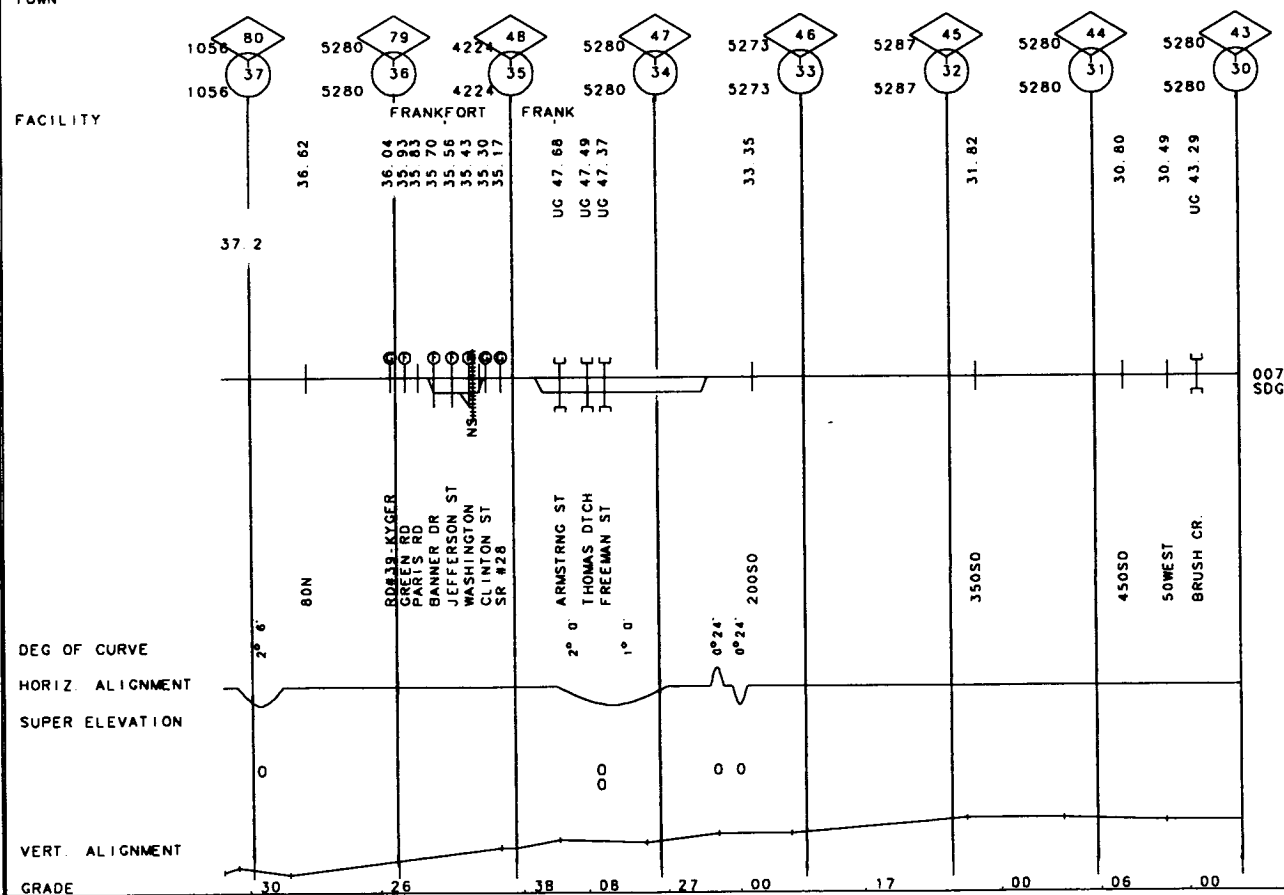 80 79 48 47 46 45 44 43
1056 5280 4224 5280 5273 5287 5280 5280
37 36 35 34 33 32 31 30
1056 5280 4224 5280 5273 5287 5280 5280
FACILITY
FRANKFORT FRANK
36.62
36.04
35.93
35.83
35 70
35.56
35.43
35.30
35.17
UG 47.68
UG 47.49
UG 47.37
33 35
31.82
30.80
30.49
UG 43.29
37 2
007
SDG
NS
80N
RD#39-KYGER
GREEN RD
PARIS RD
BANNER DR
JEFFERSON ST
WASHINGTON
CLINTON ST
SR #28
ARMSTRNG ST
THOMAS DTCH
FREEMAN ST
200SO
350SO
450SO
50WEST
BRUSH CR.
DEG OF CURVE
2° 6' 2° 0' 1° 0' 0°24' 0°24'
HORIZ. ALIGNMENT
SUPER ELEVATION
0 0 0 0
0
VERT. ALIGNMENT
GRADE .30 .26 .38 .08 .27 .00 .17 .00 .06 .00